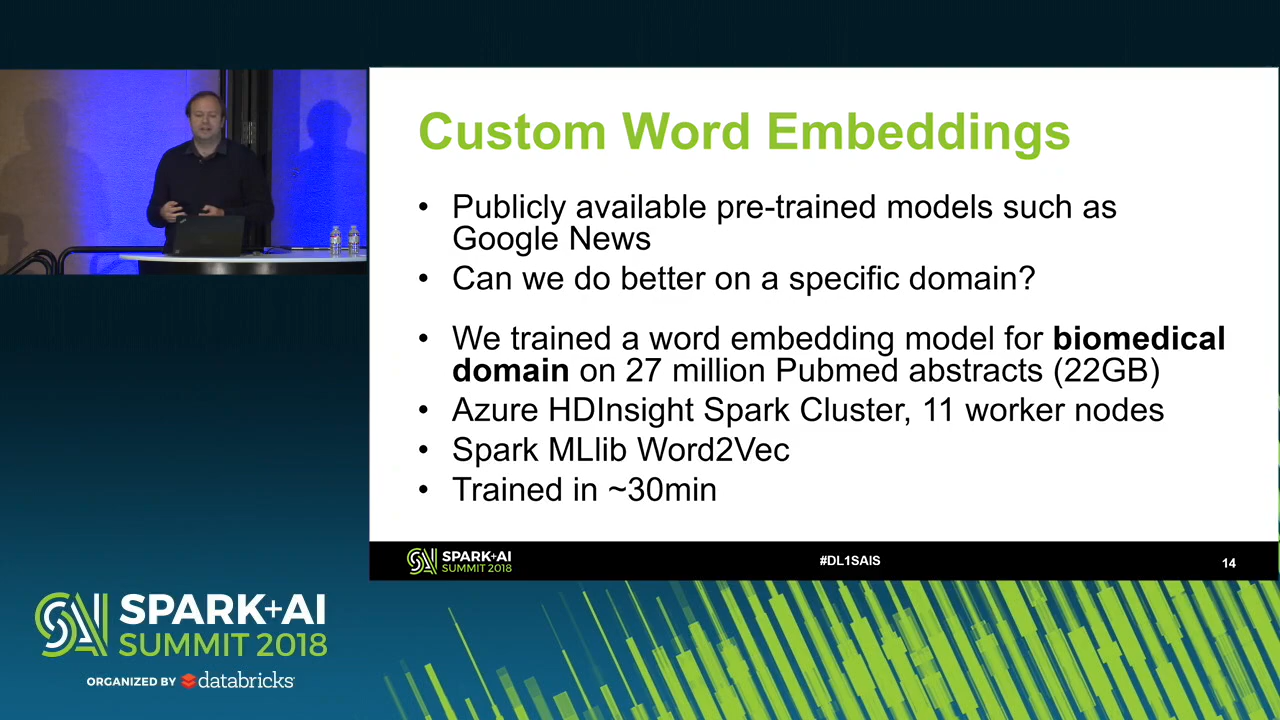 Custom Word Embeddings
• Publicly available pre-trained models such as
Google News
• Can we do better on a specific domain?
• We trained a word embedding model for biomedical
domain on 27 million Pubmed abstracts (22GB)
• Azure HDInsight Spark Cluster, 11 worker nodes
• Spark MLlib Word2Vec
• Trained in ~30min
SPARK+AI
SUMMIT 2018
#DL1SAIS
14
SPARK+AI
SUMMIT 2018
ORGANIZED BY databricks